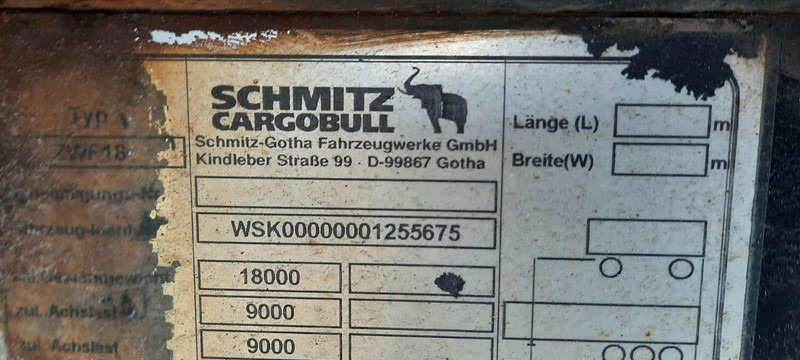 SCHMITZ
CARGOBULL
Schmitz-Gotha Fahrzeugwerke GmbH
Kindleber Straße 99 · D-99867 Gotha
Länge (L) m
Breite(W) m
Typ
ZWF18
WSK00000001255675
18000
zul. Achslast
9000
zul. Achslast
9000